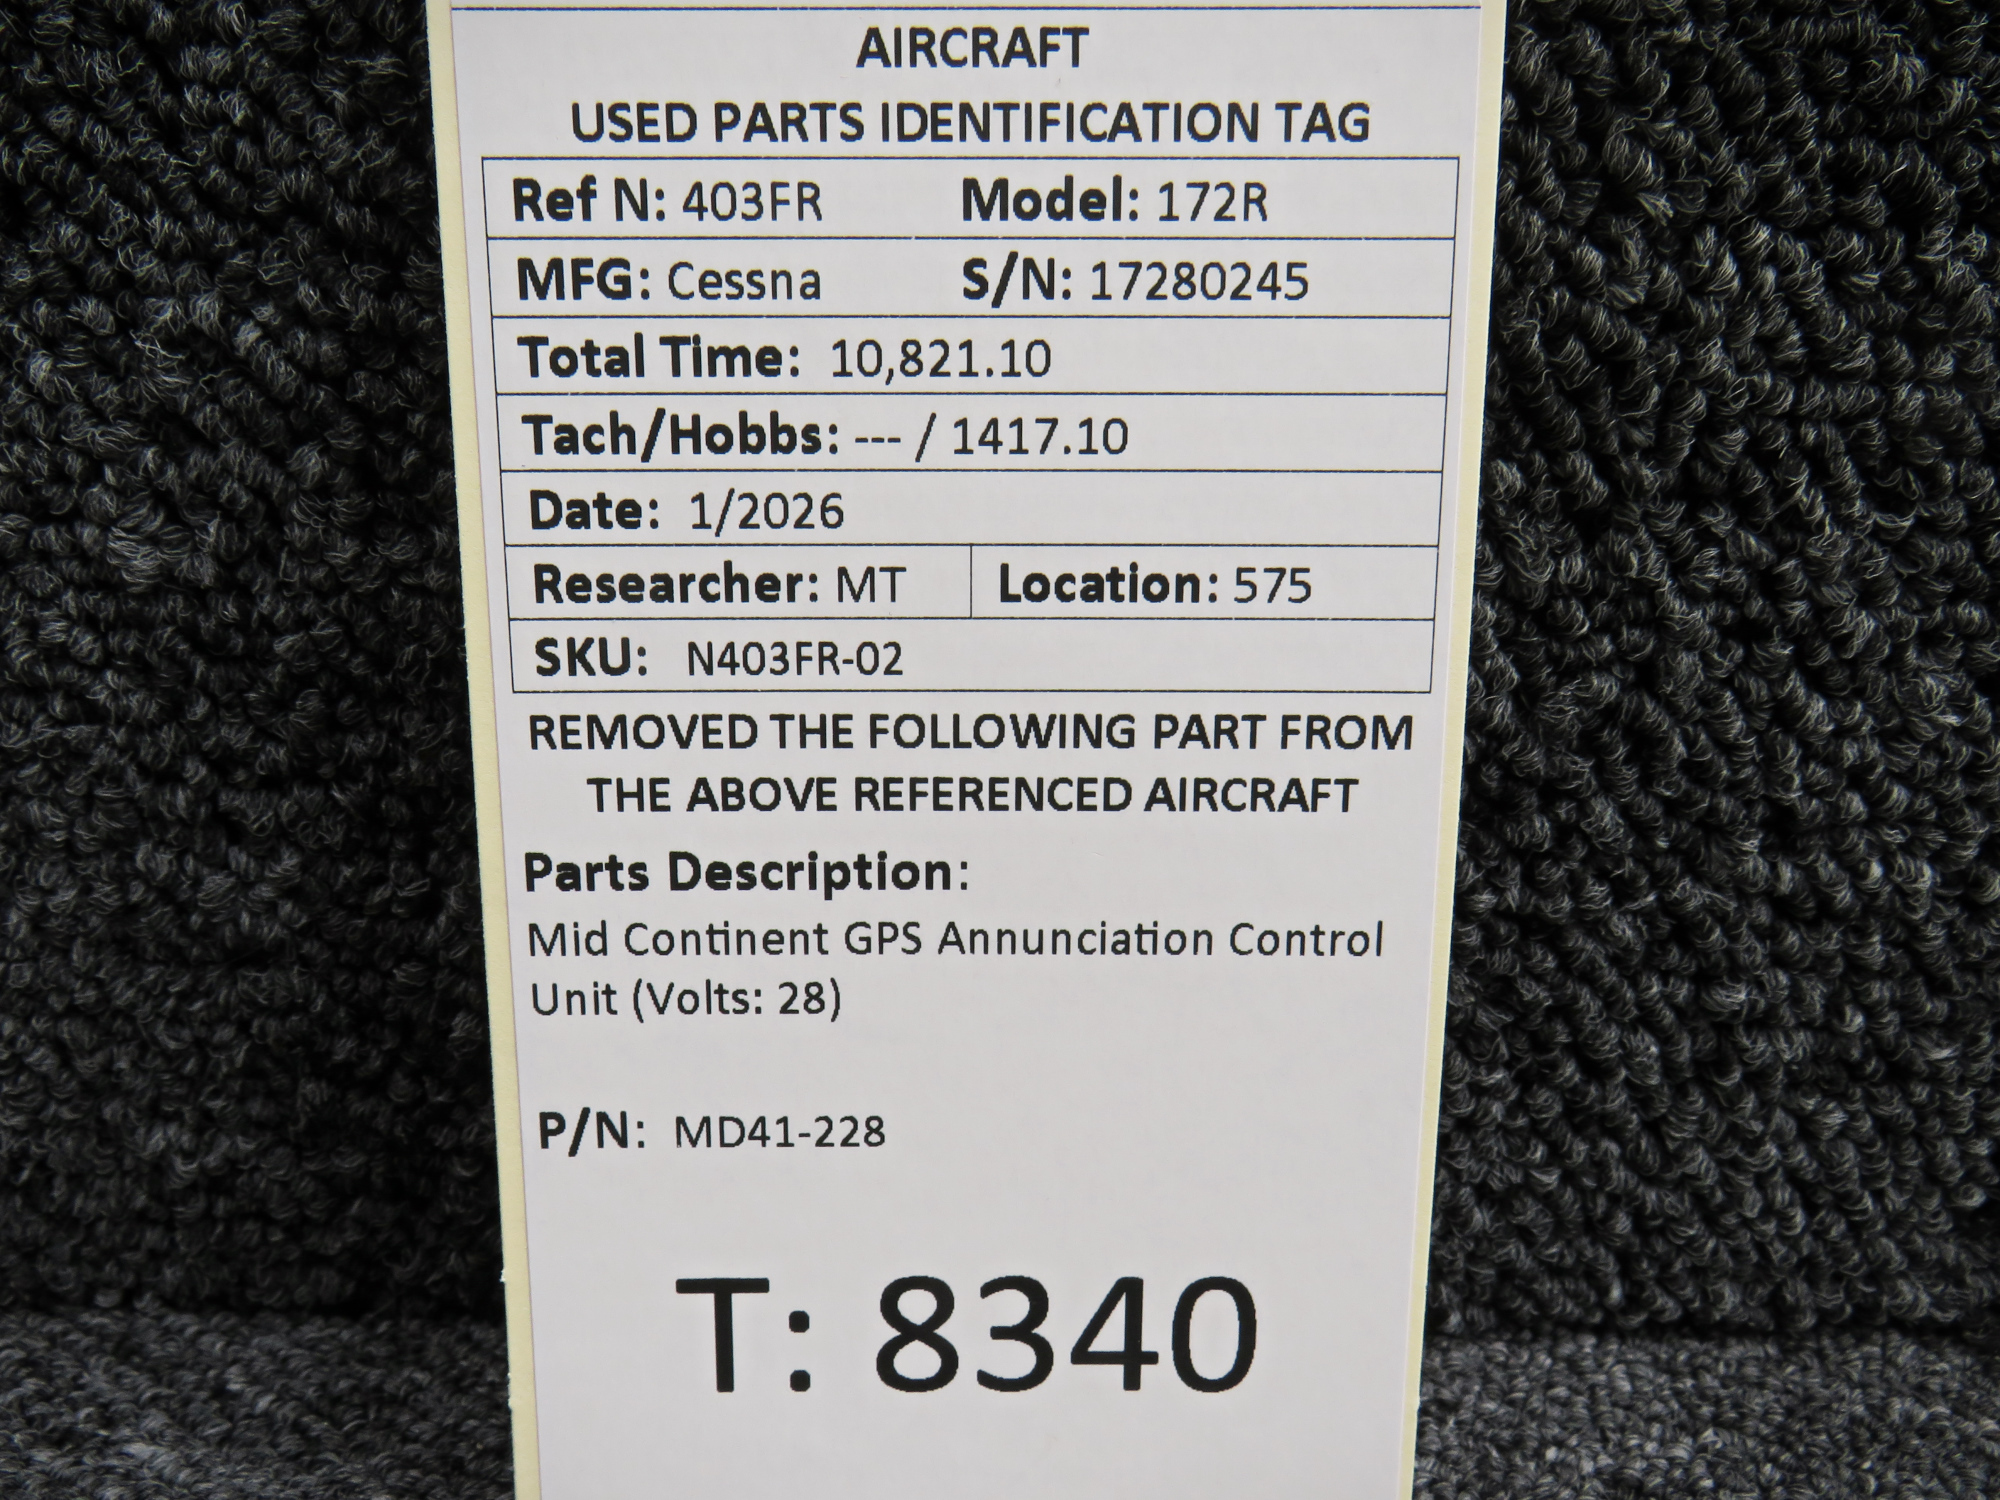 AIRCRAFT
USED PARTS IDENTIFICATION TAG
Ref N: 403FR Model: 172R
MFG: Cessna S/N: 17280245
Total Time: 10,821.10
Tach/Hobbs: --- / 1417.10
Date: 1/2026
Researcher: MT Location: 575
SKU: N403FR-02
REMOVED THE FOLLOWING PART FROM
THE ABOVE REFERENCED AIRCRAFT
Parts Description:
Mid Continent GPS Annunciation Control
Unit (Volts: 28)
P/N: MD41-228
T: 8340